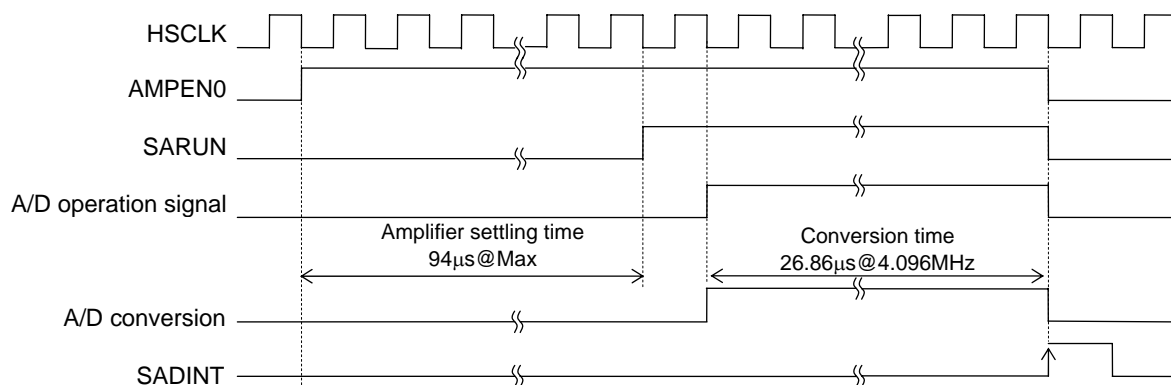 HSCLK
AMPEN0
SARUN
A/D operation signal
Amplifier settling time
94μs@Max
Conversion time
26.86μs@4.096MHz
A/D conversion
SADINT